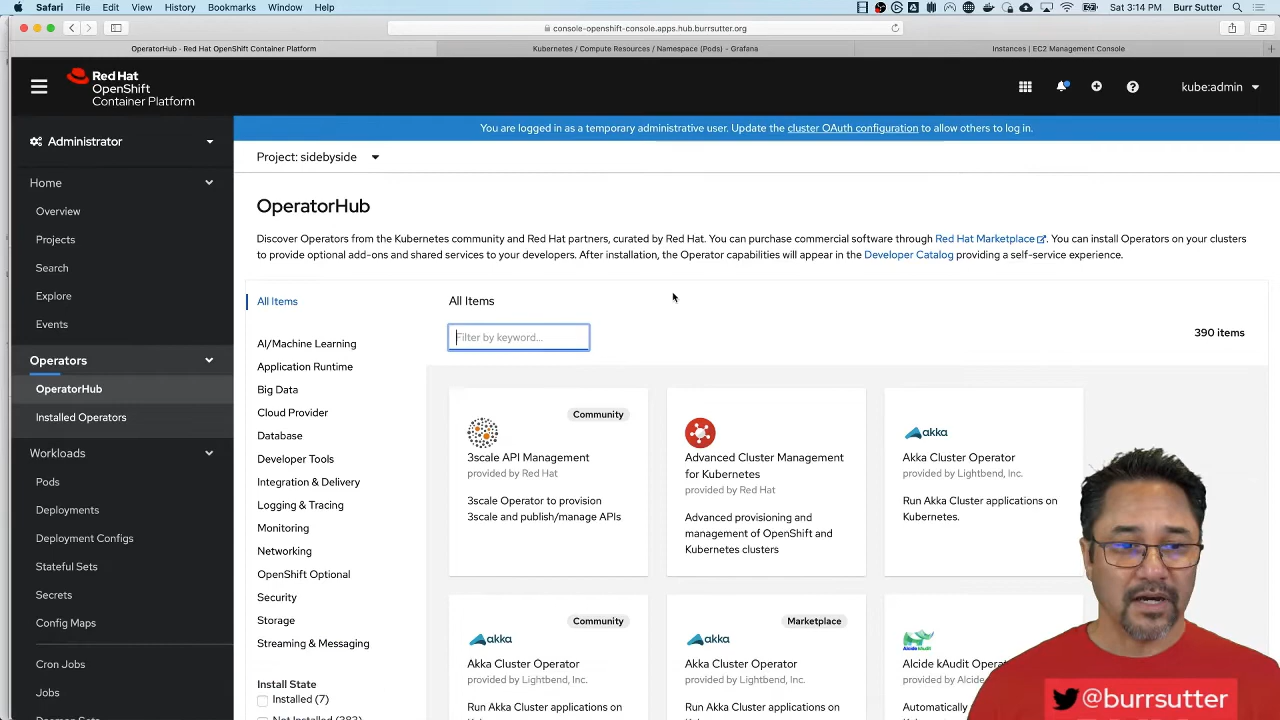 Safari File Edit View History Bookmarks Window Help
Sat 3:14 PM Burr Sutter
console-openshift-console.apps.hub.burrsutter.org
OperatorHub - Red Hat OpenShift Container Platform
Kubernetes / Compute Resources / Namespace (Pods) - Grafana
Instances | EC2 Management Console
Red Hat
OpenShift
Container Platform
kube:admin
You are logged in as a temporary administrative user. Update the cluster OAuth configuration to allow others to log in.
Administrator
Home
Overview
Projects
Search
Explore
Events
Operators
OperatorHub
Installed Operators
Workloads
Pods
Deployments
Deployment Configs
Stateful Sets
Secrets
Config Maps
Cron Jobs
Jobs
Daemon Sets
Project: sidebyside
OperatorHub
Discover Operators from the Kubernetes community and Red Hat partners, curated by Red Hat. You can purchase commercial software through Red Hat Marketplace. You can install Operators on your clusters
to provide optional add-ons and shared services to your developers. After installation, the Operator capabilities will appear in the Developer Catalog providing a self-service experience.
All Items
AI/Machine Learning
Application Runtime
Big Data
Cloud Provider
Database
Developer Tools
Integration & Delivery
Logging & Tracing
Monitoring
Networking
OpenShift Optional
Security
Storage
Streaming & Messaging
Install State
Installed (7)
Not Installed (383)
All Items
Filter by keyword...
390 items
Community
3scale API Management
provided by Red Hat
3scale Operator to provision
3scale and publish/manage APIs
Advanced Cluster Management
for Kubernetes
provided by Red Hat
Advanced provisioning and
management of OpenShift and
Kubernetes clusters
akka
Akka Cluster Operator
provided by Lightbend, Inc.
Run Akka Cluster applications on
Kubernetes.
Community
akka
Akka Cluster Operator
provided by Lightbend, Inc.
Run Akka Cluster applications on
Marketplace
akka
Akka Cluster Operator
provided by Lightbend, Inc.
Run Akka Cluster applications on
Alcide kAudit
Alcide kAudit
provided by
Automatically
@burrsutter